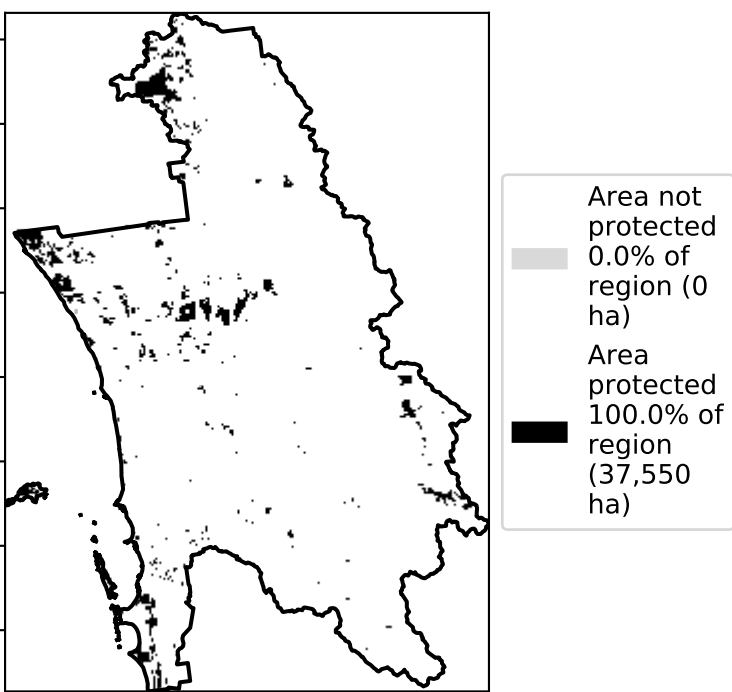 Area not
protected
0.0% of
region (0
ha)
Area
protected
100.0% of
region
(37,550
ha)